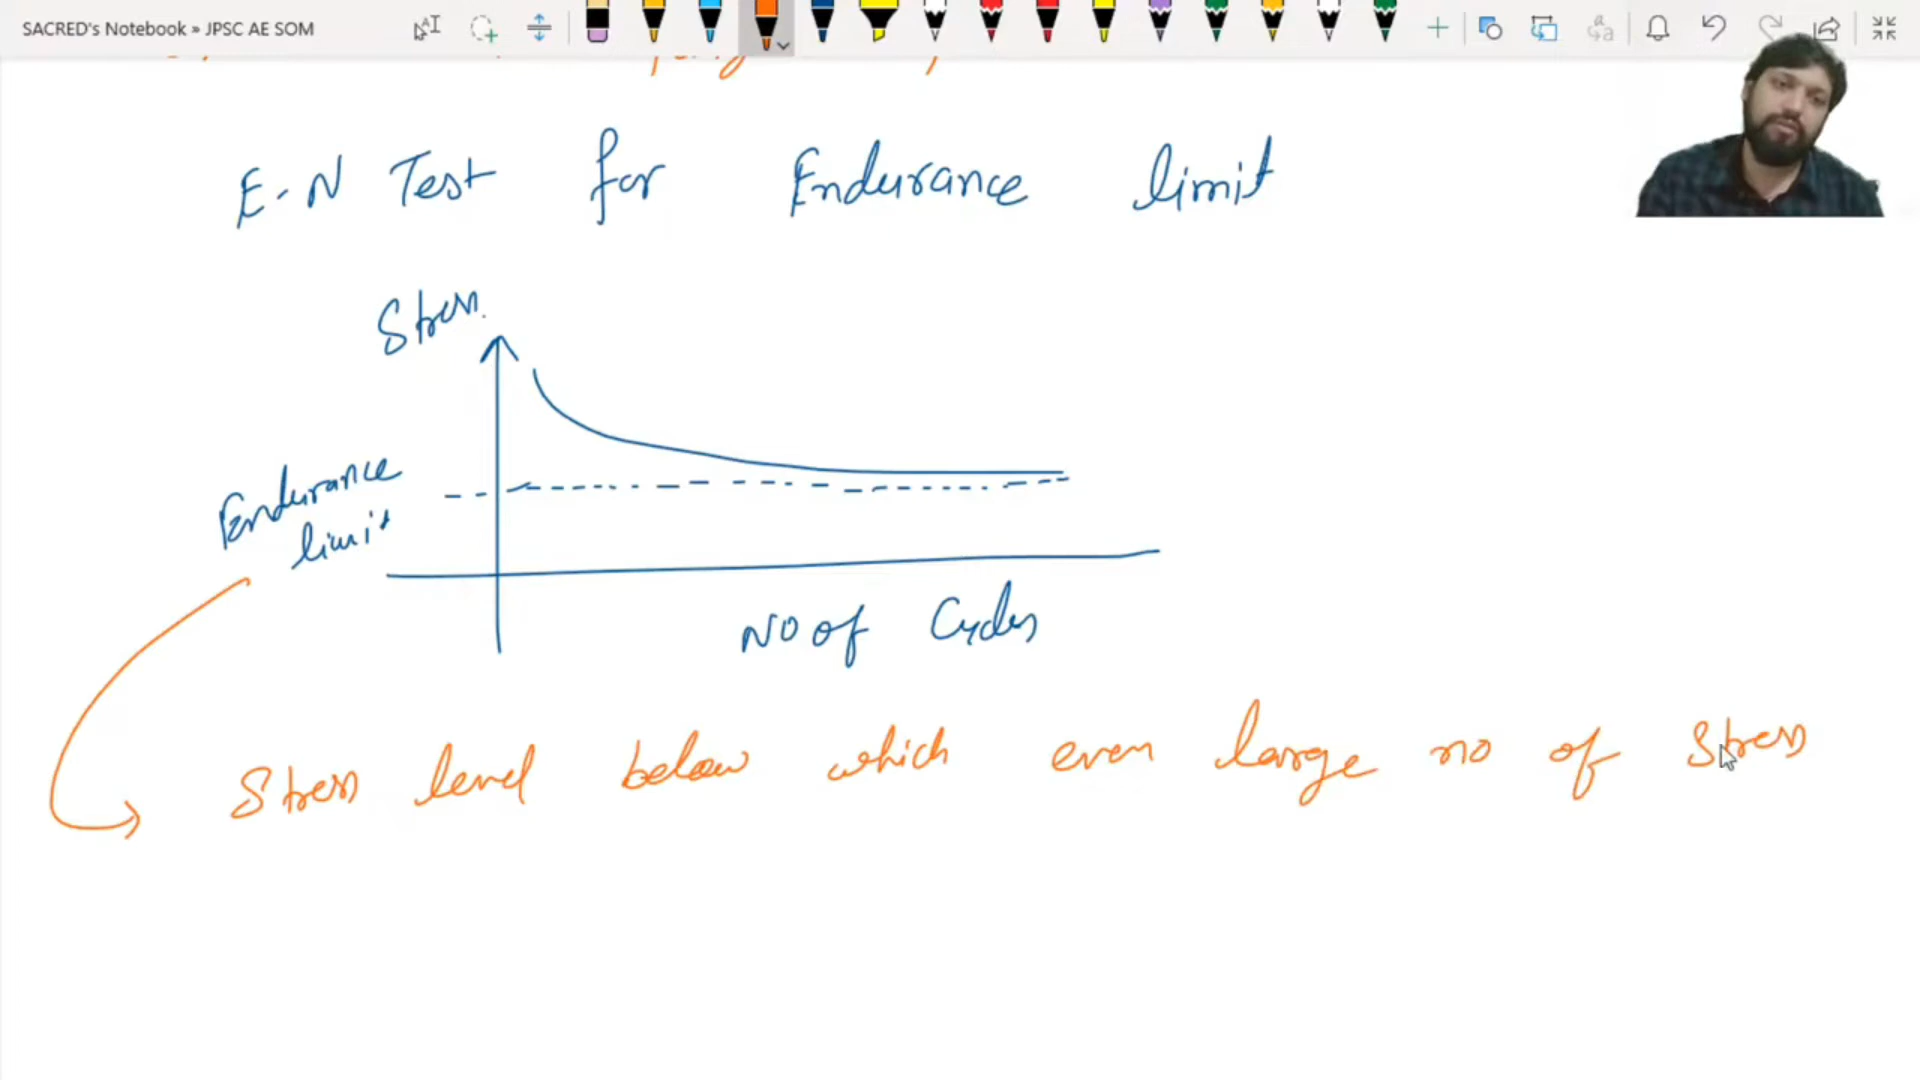 SACRED's Notebook » JPSC AE SOM
E-N Test for Endurance limit
Stress
Endurance
limit
NO of Cycles
Stress level below which even large no of Stress